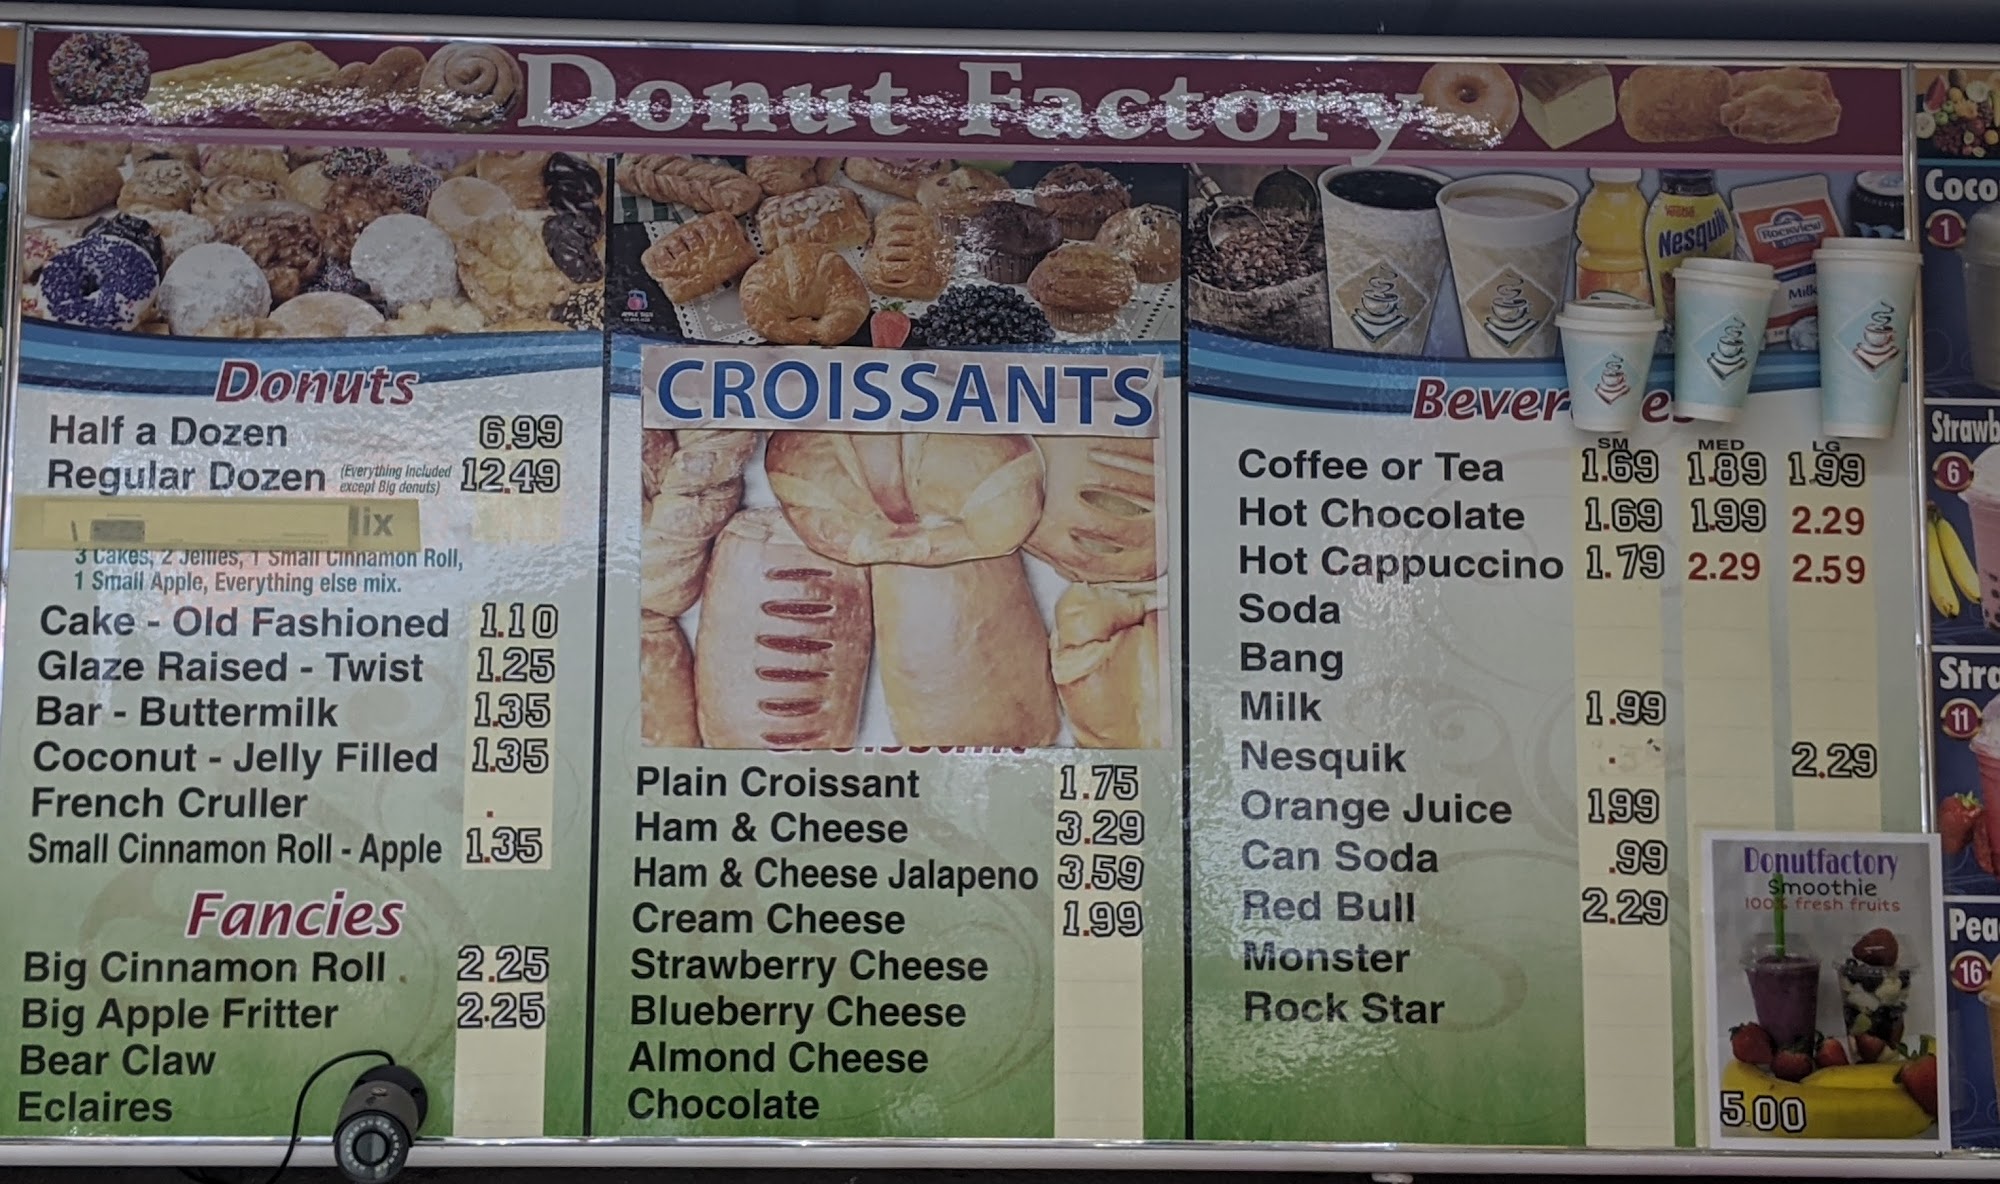 Donut Factory
Donuts
Half a Dozen 6.99
Regular Dozen (Everything Included except Big donuts) 12.49
ix
3 Cakes, 2 Jellies, 1 Small Cinnamon Roll,
1 Small Apple, Everything else mix.
Cake - Old Fashioned 1.10
Glaze Raised - Twist 1.25
Bar - Buttermilk 1.35
Coconut - Jelly Filled 1.35
French Cruller .
Small Cinnamon Roll - Apple 1.35
Fancies
Big Cinnamon Roll 2.25
Big Apple Fritter 2.25
Bear Claw
Eclaires
CROISSANTS
Plain Croissant 1.75
Ham & Cheese 3.29
Ham & Cheese Jalapeno 3.59
Cream Cheese 1.99
Strawberry Cheese
Blueberry Cheese
Almond Cheese
Chocolate
Nesquik
Rockview
FARMS
Milk
Bever es
SM MED LG
Coffee or Tea 1.69 1.89 1.99
Hot Chocolate 1.69 1.99 2.29
Hot Cappuccino 1.79 2.29 2.59
Soda
Bang
Milk 1.99
Nesquik . 2.29
Orange Juice 1.99
Can Soda .99
Red Bull 2.29
Monster
Rock Star
Donutfactory
Smoothie
100% fresh fruits
5.00
Coco
1
Strawb
6
Stra
11
Pea
16